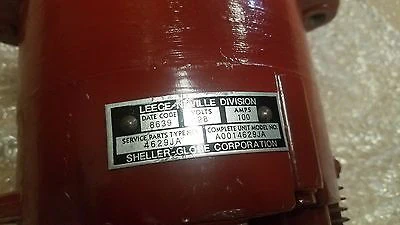 LEECE-NEVILLE DIVISION
DATE CODE VOLTS AMPS
8639 28 100
SERVICE PARTS TYPE NO. COMPLETE UNIT MODEL NO.
4629JA A0014629JA
SHELLER-GLOBE CORPORATION